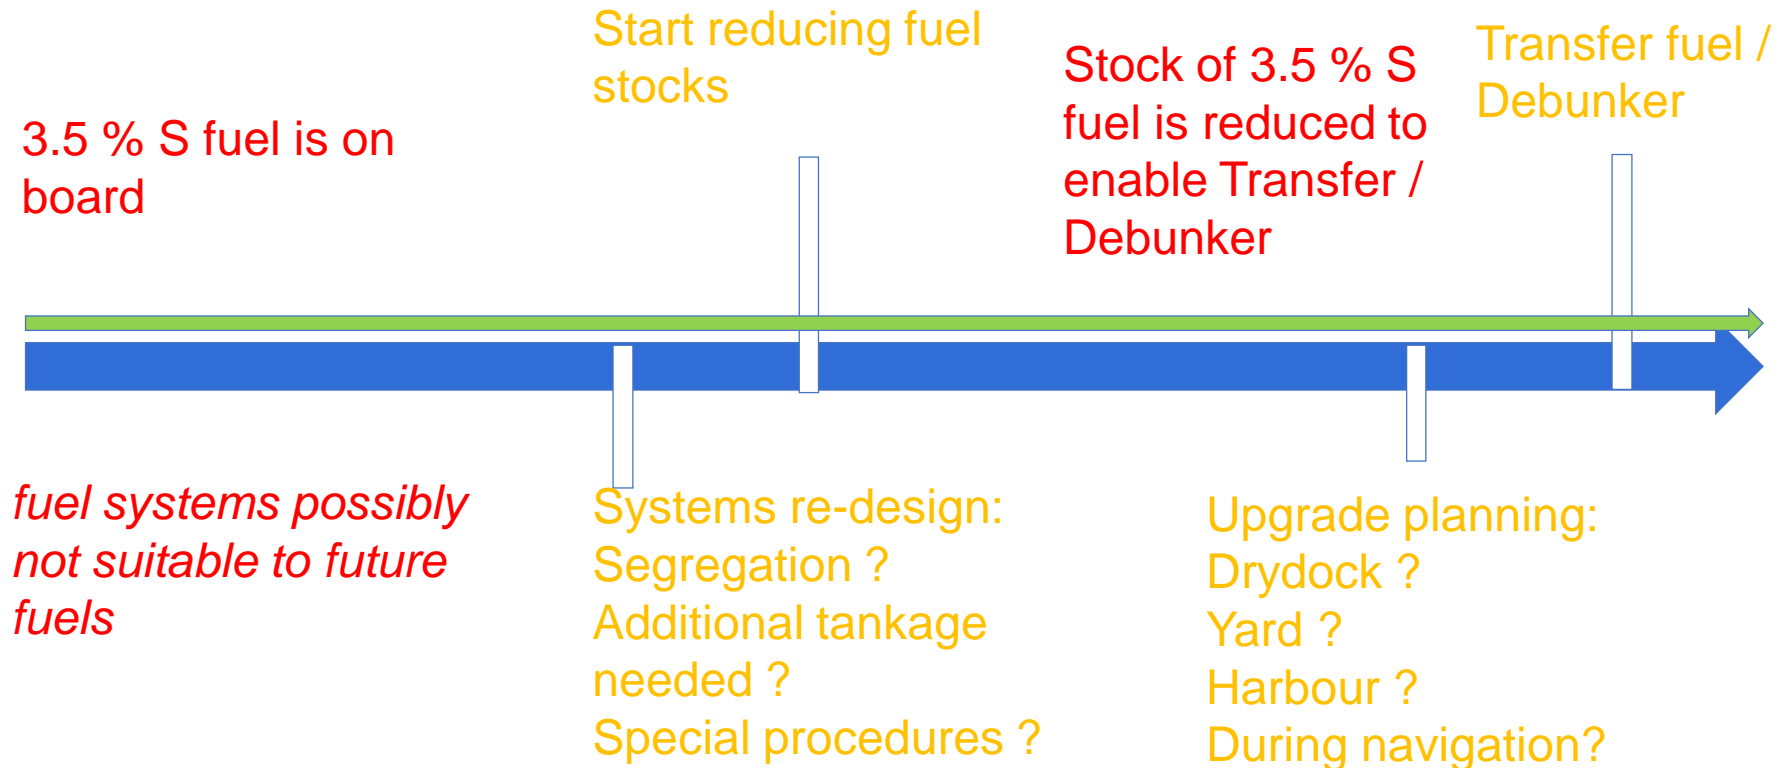 3.5 % S fuel is on
board
Start reducing fuel
stocks
Stock of 3.5 % S
fuel is reduced to
enable Transfer /
Debunker
Transfer fuel /
Debunker
fuel systems possibly
not suitable to future
fuels
Systems re-design:
Segregation ?
Additional tankage
needed ?
Special procedures ?
Upgrade planning:
Drydock ?
Yard ?
Harbour ?
During navigation?